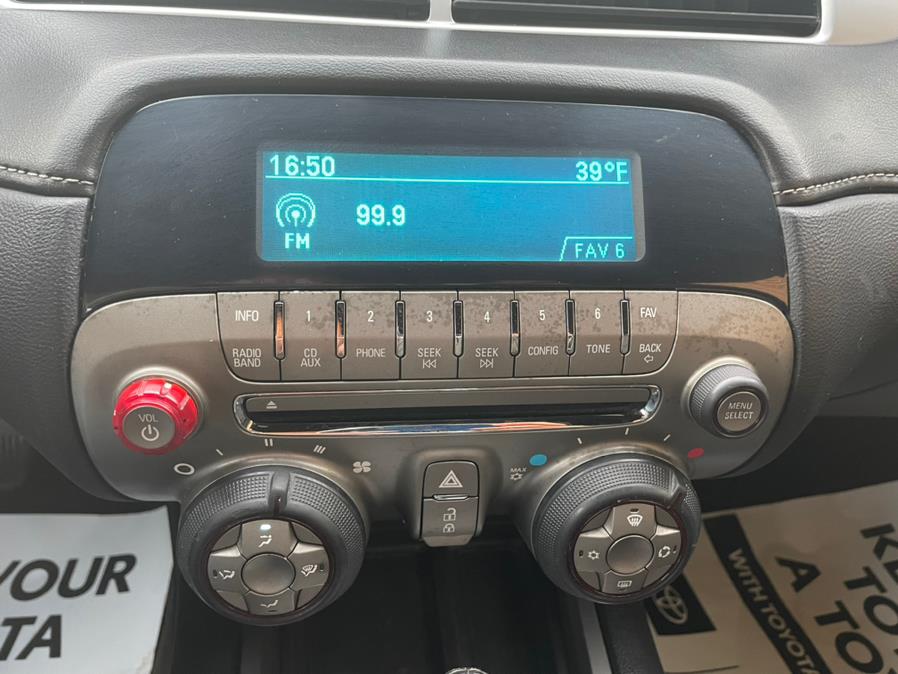 16:50 39°F
FM 99.9
FAV 6
INFO 1 2 3 4 5 6 FAV
RADIO BAND CD AUX PHONE SEEK SEEK CONFIG TONE BACK
VOL
MENU
SELECT
MAX
YOUR
TA
WITH TOYOTA
TO
A TO